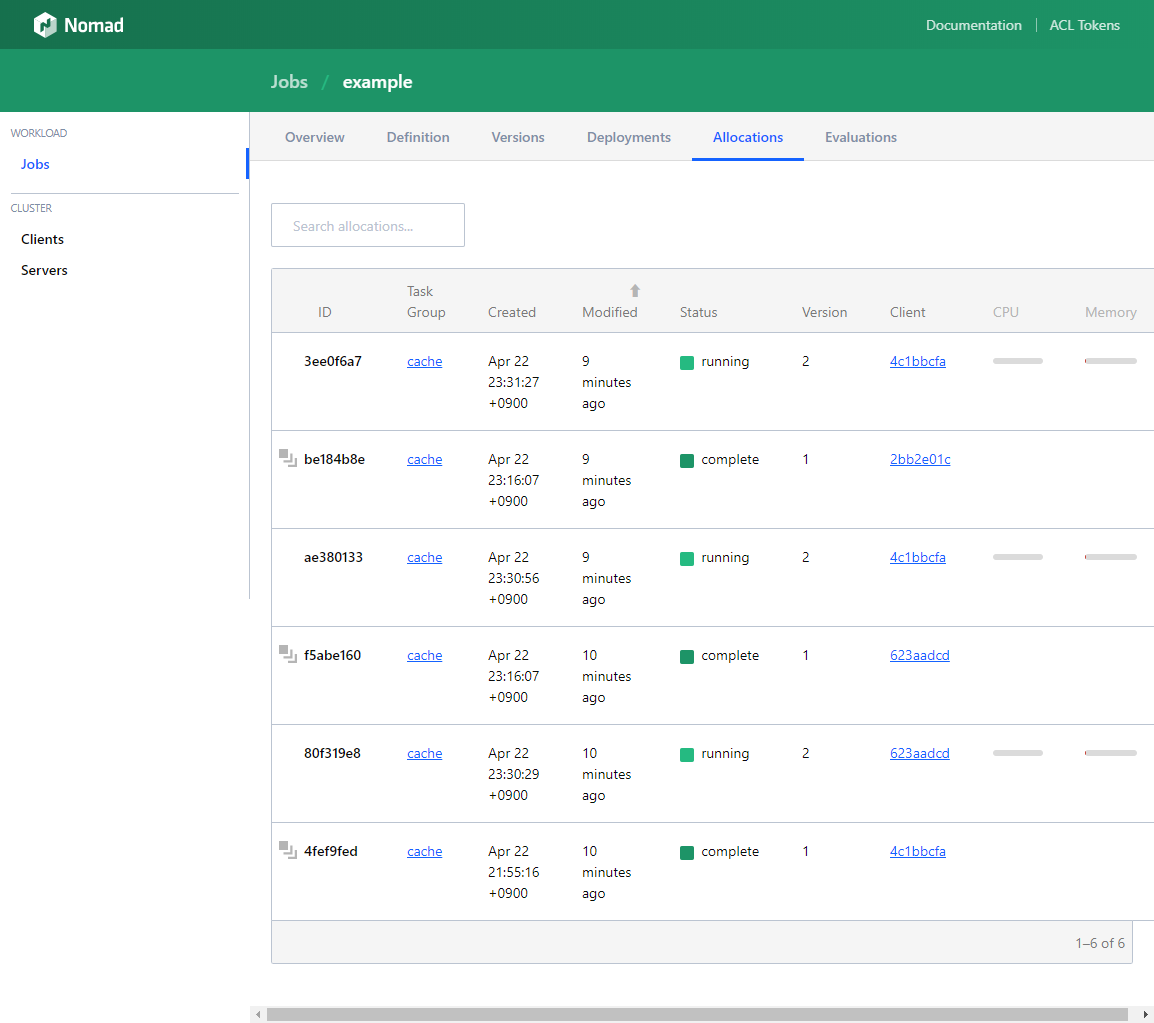 Nomad
Documentation
ACL Tokens
Jobs / example
WORKLOAD
Jobs
CLUSTER
Clients
Servers
Overview Definition Versions Deployments Allocations Evaluations
Search allocations...
ID Task Group Created Modified Status Version Client CPU Memory
3ee0f6a7 cache Apr 22 9 running 2 4c1bbcfa
23:31:27 minutes
+0900 ago
be184b8e cache Apr 22 9 complete 1 2bb2e01c
23:16:07 minutes
+0900 ago
ae380133 cache Apr 22 9 running 2 4c1bbcfa
23:30:56 minutes
+0900 ago
f5abe160 cache Apr 22 10 complete 1 623aadcd
23:16:07 minutes
+0900 ago
80f319e8 cache Apr 22 10 running 2 623aadcd
23:30:29 minutes
+0900 ago
4fef9fed cache Apr 22 10 complete 1 4c1bbcfa
21:55:16 minutes
+0900 ago
1–6 of 6